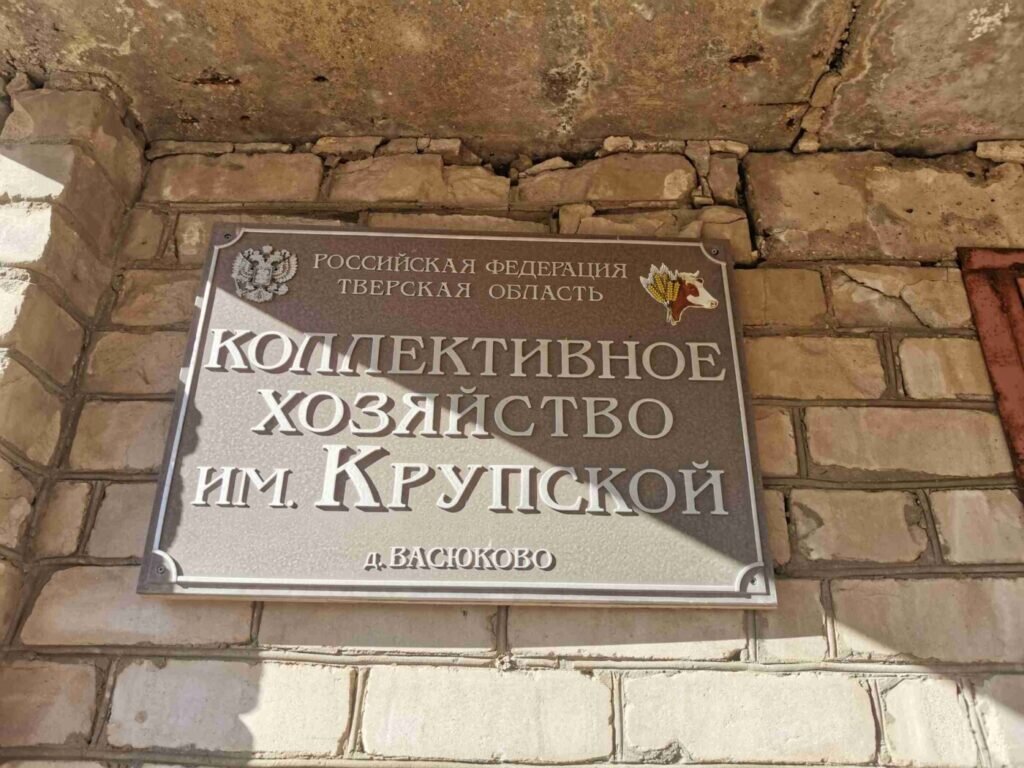 РОССИЙСКАЯ ФЕДЕРАЦИЯ
ТВЕРСКАЯ ОБЛАСТЬ
КОЛЛЕКТИВНОЕ
ХОЗЯЙСТВО
ИМ. КРУПСКОЙ
д. ВАСЮКОВО